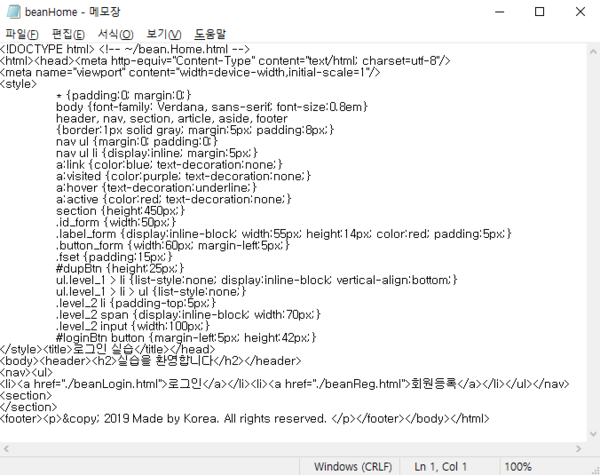 beanHome - 메모장
파일(F) 편집(E) 서식(O) 보기(V) 도움말
<!DOCTYPE html> <!-- ~/bean.Home.html -->
<html><head><meta http-equiv="Content-Type" content="text/html; charset=utf-8"/>
<meta name="viewport" content="width=device-width,initial-scale=1"/>
<style>
* {padding:0; margin:0;}
body {font-family: Verdana, sans-serif; font-size:0.8em}
header, nav, section, article, aside, footer
{border:1px solid gray; margin:5px; padding:8px;}
nav ul {margin:0; padding:0;}
nav ul li {display:inline; margin:5px;}
a:link {color:blue; text-decoration:none;}
a:visited {color:purple; text-decoration:none;}
a:hover {text-decoration:underline;}
a:active {color:red; text-decoration:none;}
section {height:450px;}
.id_form {width:50px;}
.label_form {display:inline-block; width:55px; height:14px; color:red; padding:5px;}
.button_form {width:60px; margin-left:5px;}
.fset {padding:15px;}
#dupBtn {height:25px;}
ul.level_1 > li {list-style:none; display:inline-block; vertical-align:bottom;}
ul.level_1 > li > ul {list-style:none;}
.level_2 li {padding-top:5px;}
.level_2 span {display:inline-block; width:70px;}
.level_2 input {width:100px;}
#loginBtn button {margin-left:5px; height:42px;}
</style><title>로그인 실습</title></head>
<body><header><h2>실습을 환영합니다</h2></header>
<nav><ul>
<li><a href="./beanLogin.html">로그인</a></li><li><a href="./beanReg.html">회원등록</a></li></ul></nav>
<section>
</section>
<footer><p>&copy; 2019 Made by Korea. All rights reserved. </p></footer></body></html>
Windows (CRLF) Ln 1, Col 1 100%